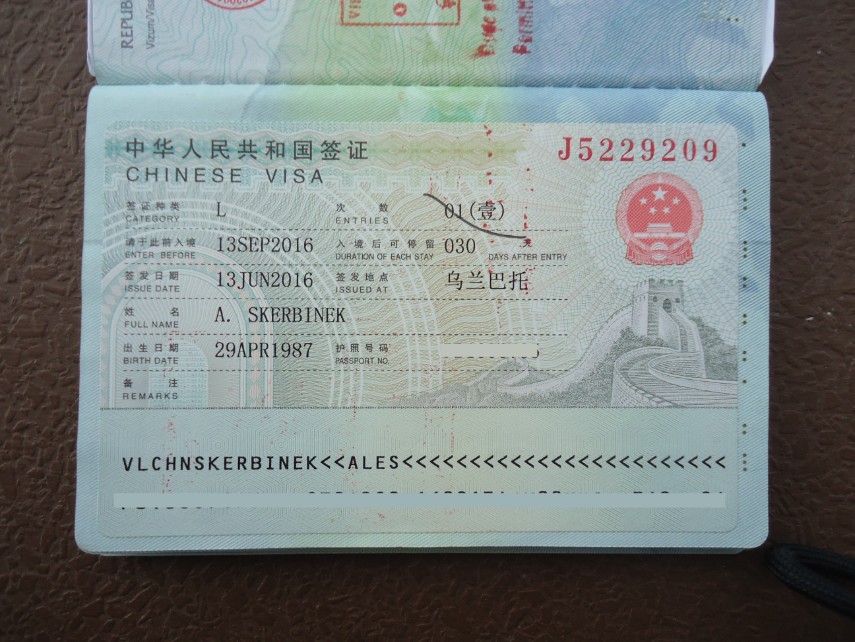 REPUB
Vizum/Visa
中华人民共和国签证
J5229209
CHINESE VISA
签证种类 L 次数 01(壹)
CATEGORY ENTRIES
请于此前入境 13SEP2016 入境后可停留 030 天
ENTER BEFORE DURATION OF EACH STAY DAYS AFTER ENTRY
签发日期 13JUN2016 签发地点 乌兰巴托
ISSUE DATE ISSUED AT
姓名 A. SKERBINEK
FULL NAME
出生日期 29APR1987 护照号码
BIRTH DATE PASSPORT NO.
备注
REMARKS
VLCHNSKERBINEK<<ALES<<<<<<<<<<<<<<<<<<<<<<<<